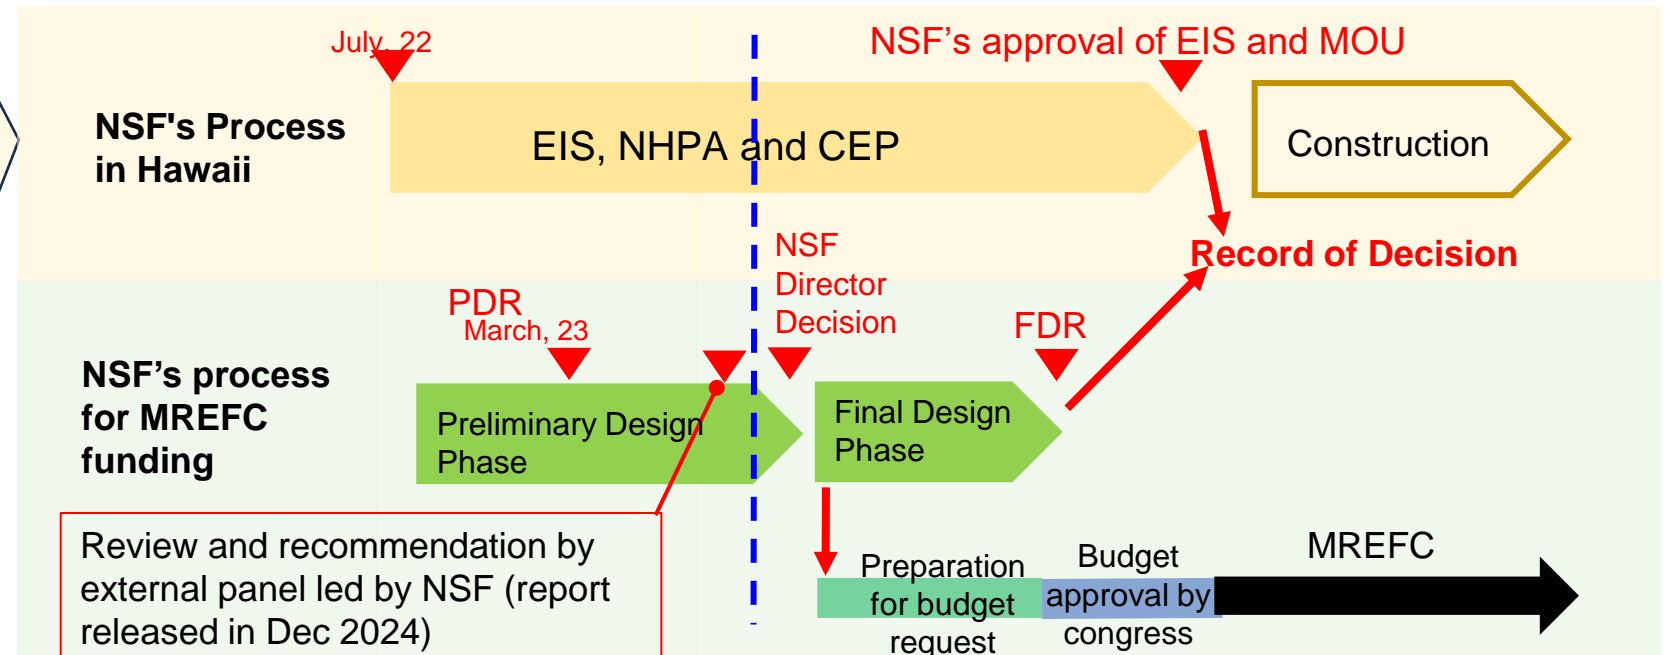 July, 22
NSF’s approval of EIS and MOU
NSF's Process
in Hawaii
EIS, NHPA and CEP
Construction
Record of Decision
NSF
Director
Decision
PDR
March, 23
FDR
NSF’s process
for MREFC
funding
Preliminary Design
Phase
Final Design
Phase
Review and recommendation by
external panel led by NSF (report
released in Dec 2024)
Preparation
for budget
request
Budget
approval by
congress
MREFC